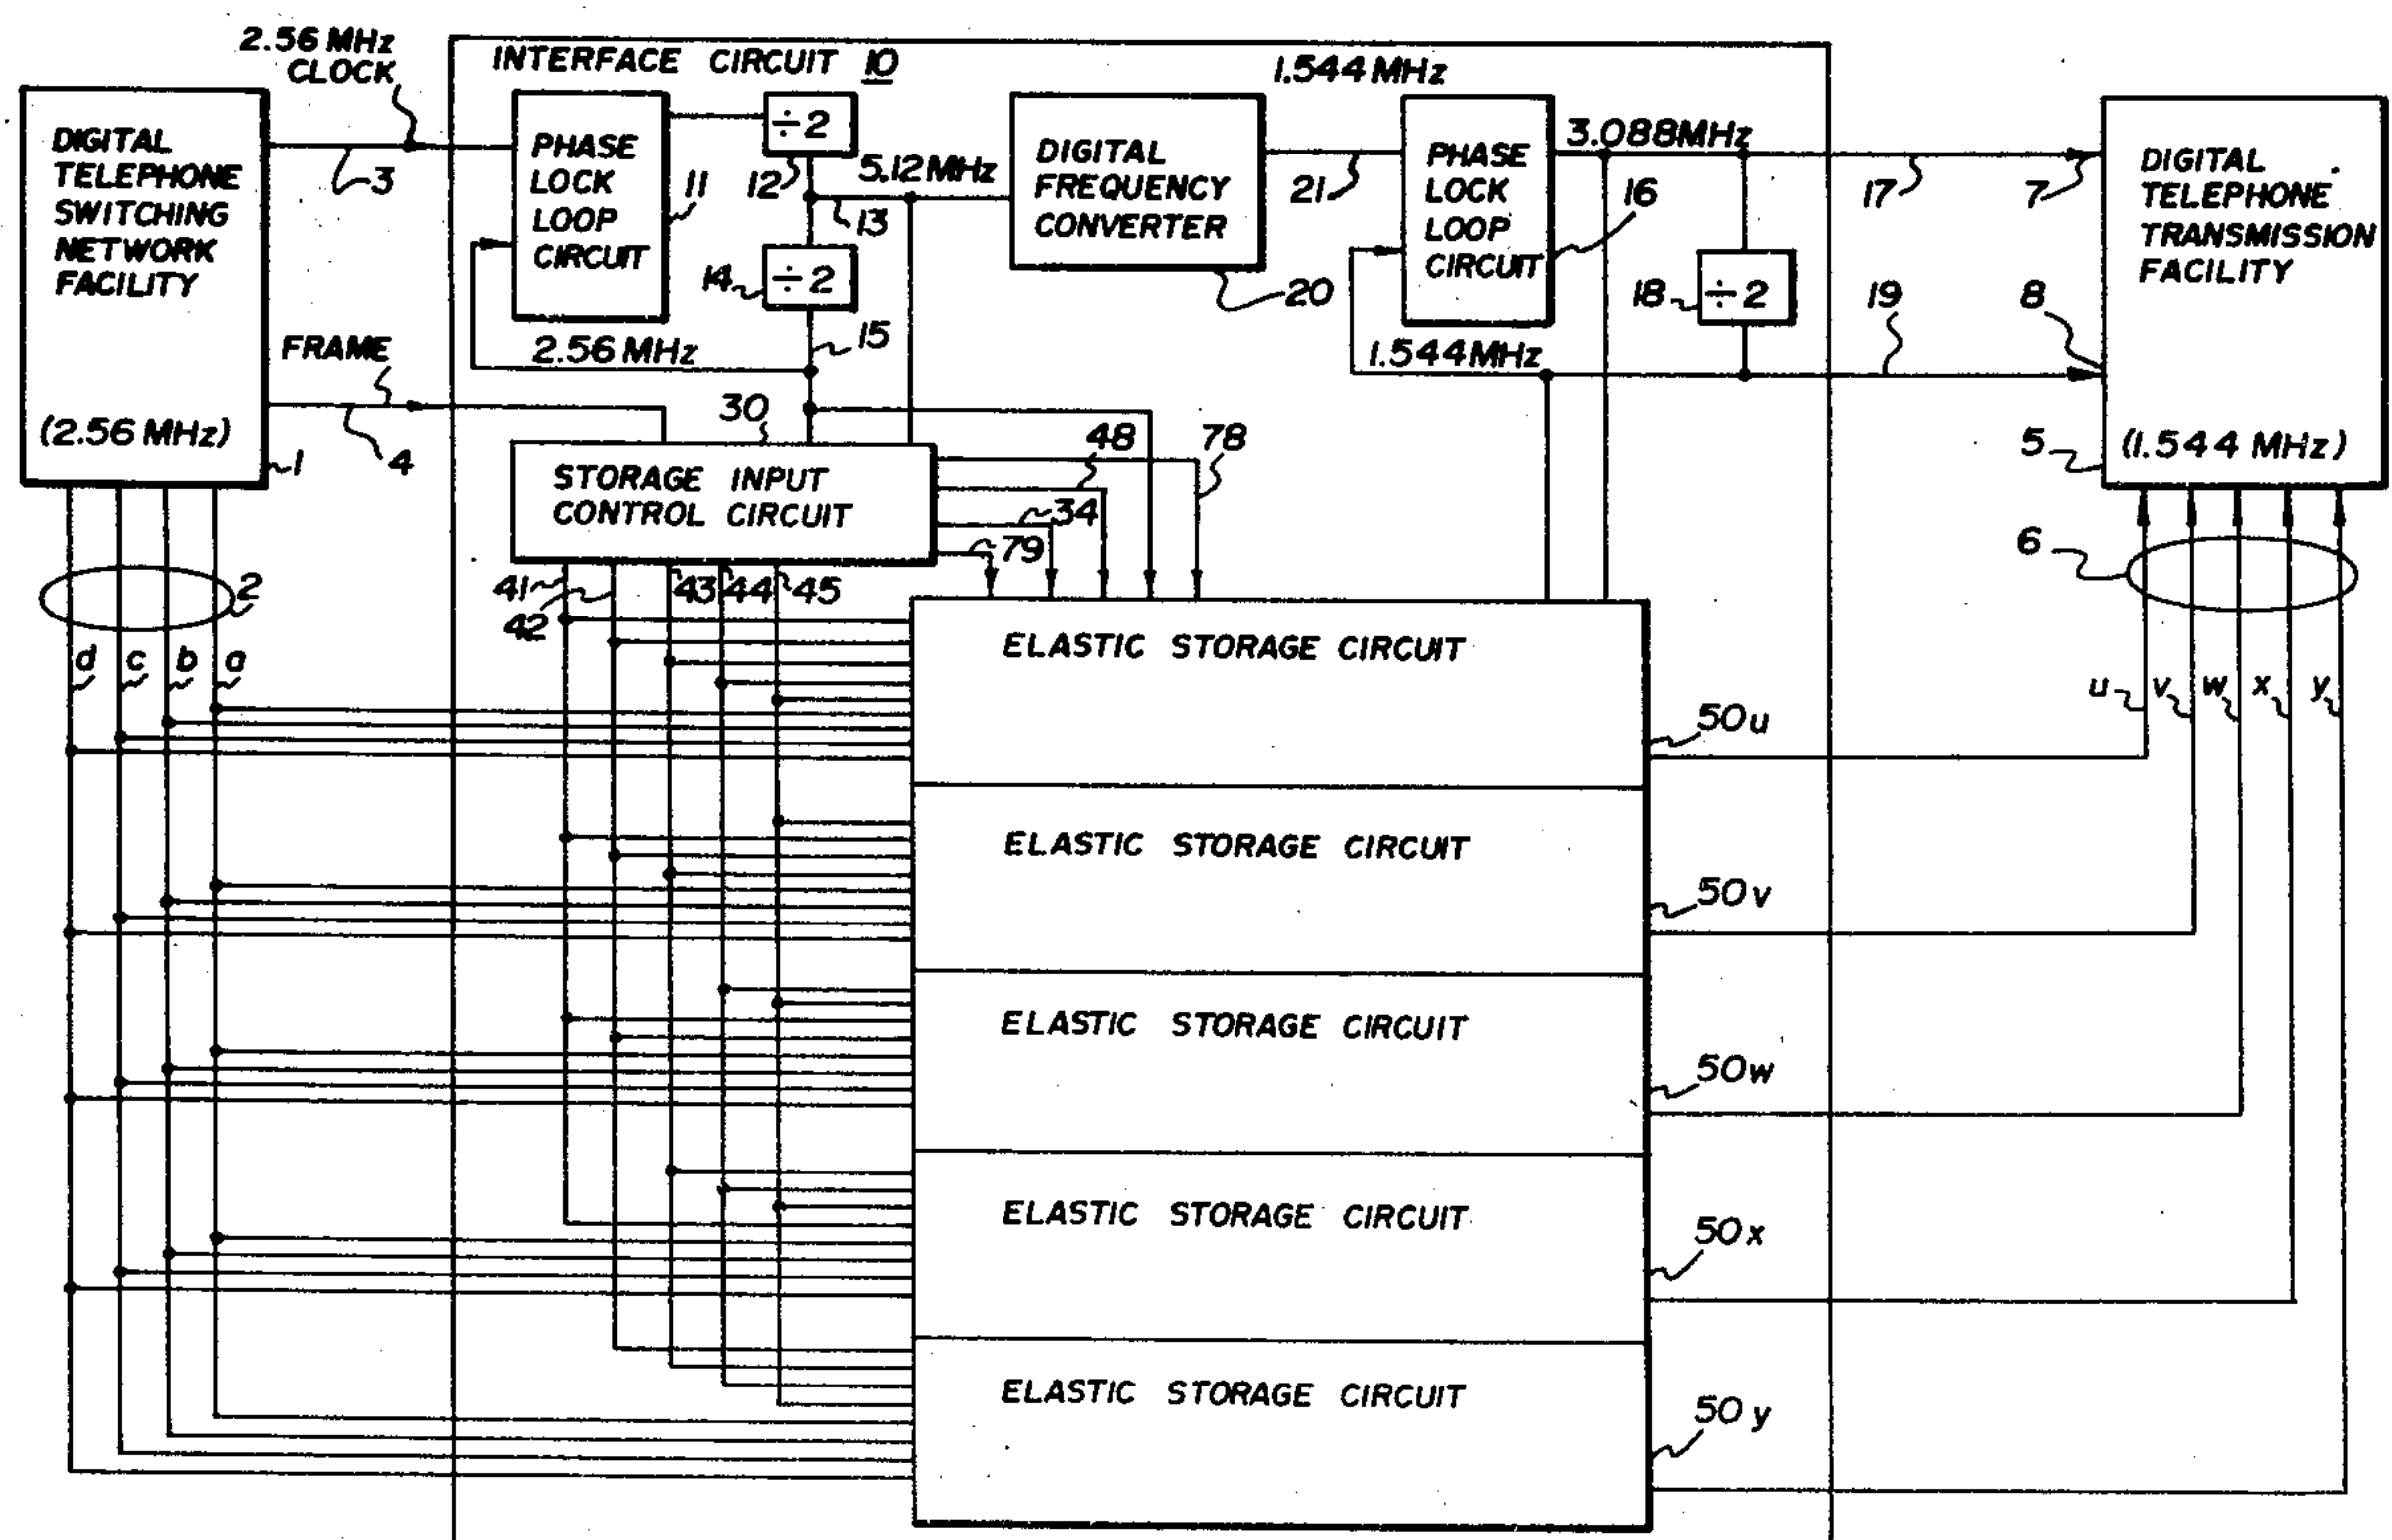 2.56 MHz
CLOCK
INTERFACE CIRCUIT 10
1.544 MHz
DIGITAL
TELEPHONE
SWITCHING
NETWORK
FACILITY
(2.56 MHz)
1
3
FRAME
4
PHASE
LOCK
LOOP
CIRCUIT
11
÷2
12
5.12 MHz
13
14
÷2
15
2.56 MHz
DIGITAL
FREQUENCY
CONVERTER
20
21
PHASE
LOCK
LOOP
CIRCUIT
16
3.088MHz
17
7
18
÷2
19
8
1.544MHz
DIGITAL
TELEPHONE
TRANSMISSION
FACILITY
(1.544 MHz)
5
30
STORAGE INPUT
CONTROL CIRCUIT
48
78
34
79
41
42
43
44
45
2
d c b a
6
u v w x y
ELASTIC STORAGE CIRCUIT
50u
ELASTIC STORAGE CIRCUIT
50v
ELASTIC STORAGE CIRCUIT
50w
ELASTIC STORAGE CIRCUIT
50x
ELASTIC STORAGE CIRCUIT
50y